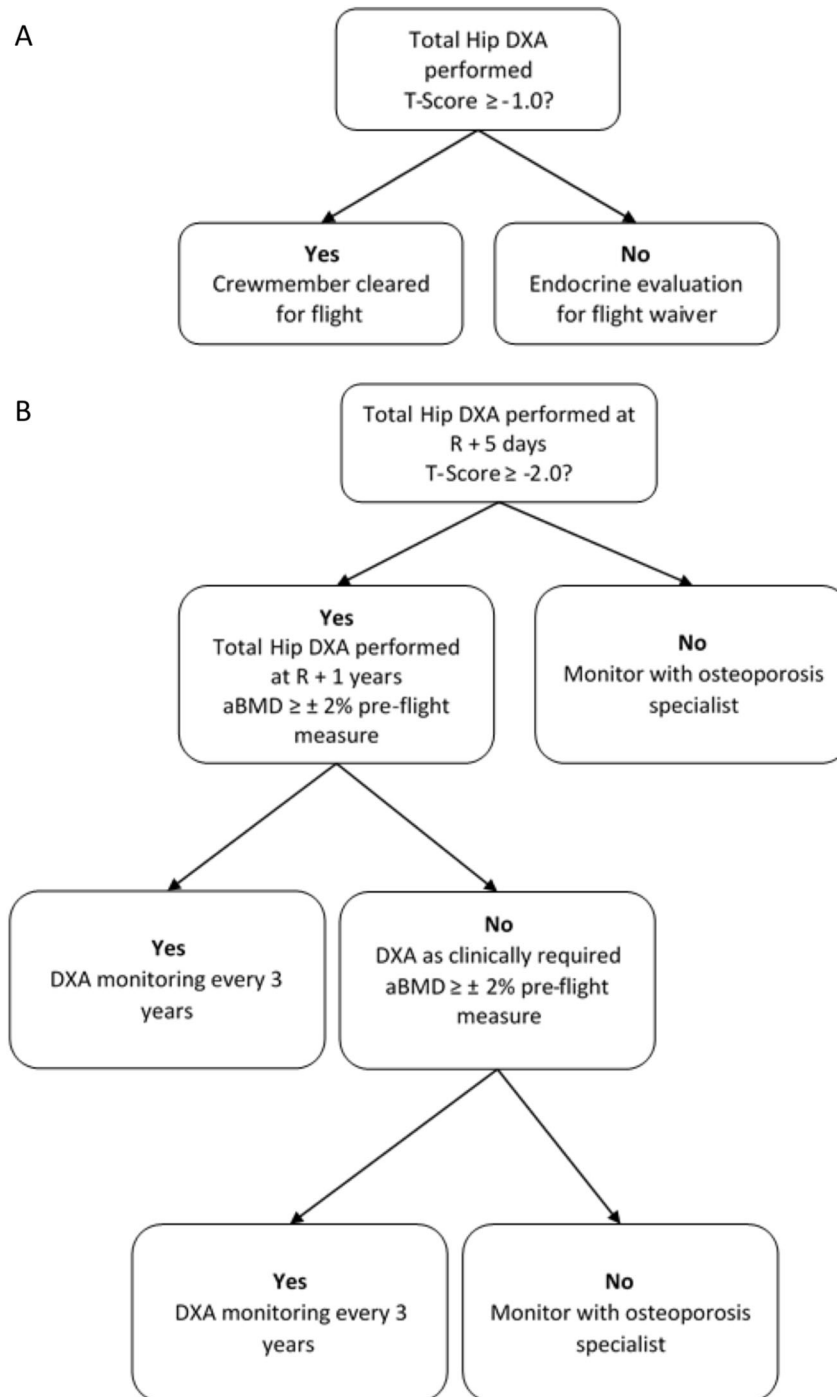 A
Total Hip DXA
performed
T-Score ≥ -1.0?
Yes
Crewmember cleared
for flight
No
Endocrine evaluation
for flight waiver
B
Total Hip DXA performed at
R + 5 days
T-Score ≥ -2.0?
Yes
Total Hip DXA performed
at R + 1 years
aBMD ≥ ± 2% pre-flight
measure
No
Monitor with osteoporosis
specialist
Yes
DXA monitoring every 3
years
No
DXA as clinically required
aBMD ≥ ± 2% pre-flight
measure
Yes
DXA monitoring every 3
years
No
Monitor with osteoporosis
specialist